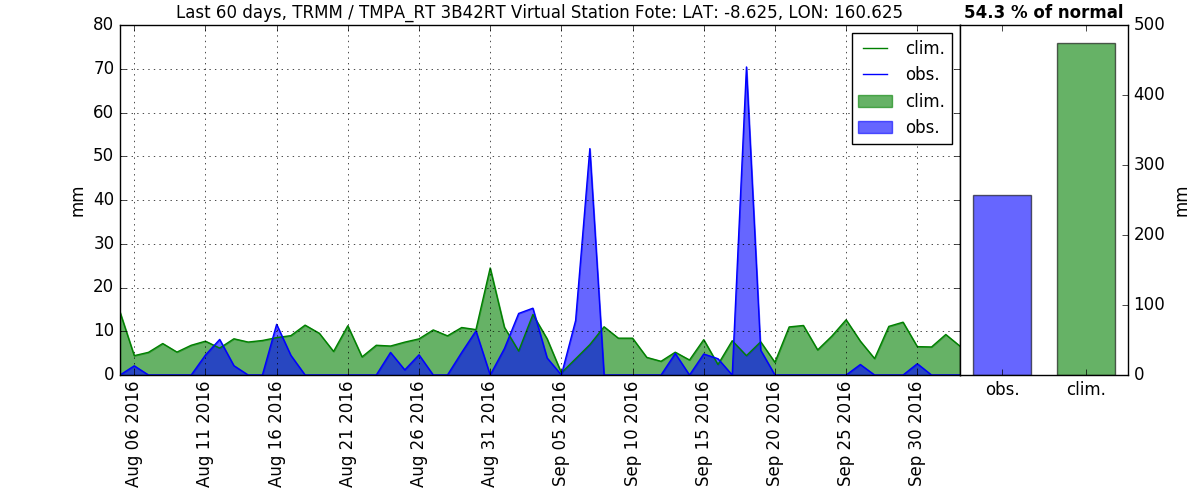 Last 60 days, TRMM / TMPA_RT 3B42RT Virtual Station Fote: LAT: -8.625, LON: 160.625
54.3 % of normal
80
70
60
50
40
30
20
10
0
mm
clim.
obs.
clim.
obs.
500
400
300
200
100
0
mm
obs.
clim.
Aug 06 2016
Aug 11 2016
Aug 16 2016
Aug 21 2016
Aug 26 2016
Aug 31 2016
Sep 05 2016
Sep 10 2016
Sep 15 2016
Sep 20 2016
Sep 25 2016
Sep 30 2016